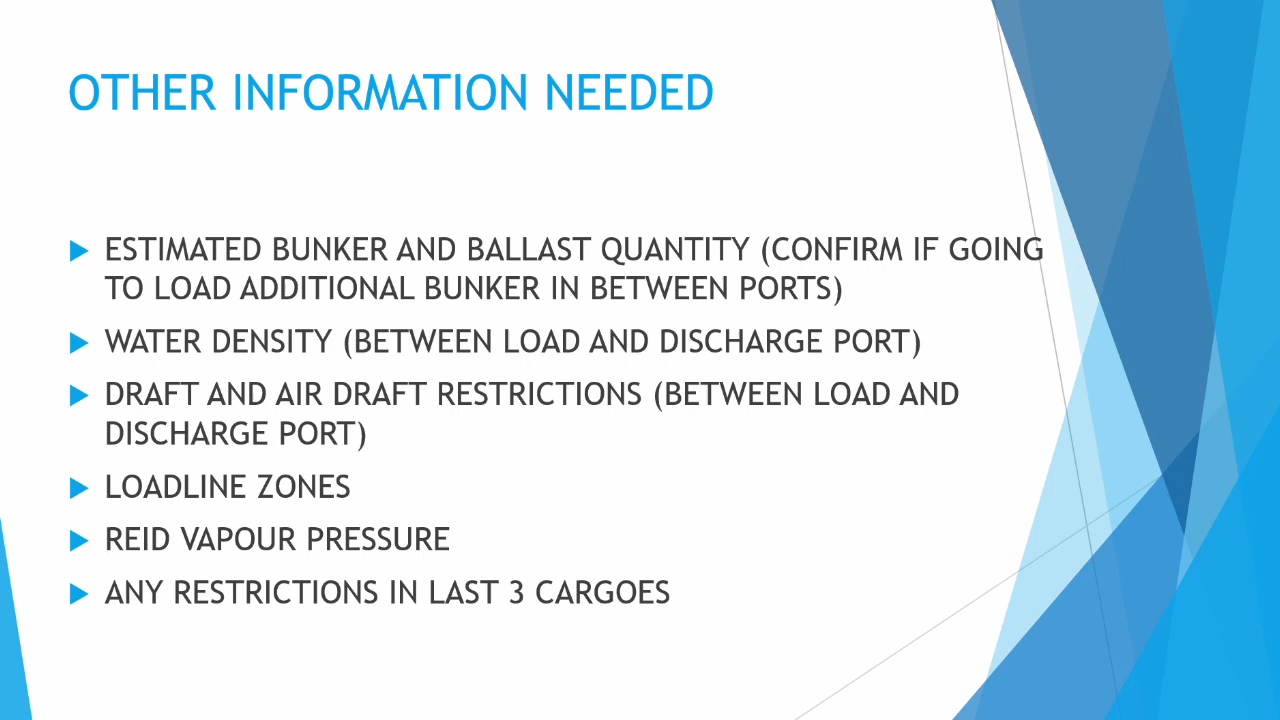 OTHER INFORMATION NEEDED
ESTIMATED BUNKER AND BALLAST QUANTITY (CONFIRM IF GOING
TO LOAD ADDITIONAL BUNKER IN BETWEEN PORTS)
WATER DENSITY (BETWEEN LOAD AND DISCHARGE PORT)
DRAFT AND AIR DRAFT RESTRICTIONS (BETWEEN LOAD AND
DISCHARGE PORT)
LOADLINE ZONES
REID VAPOUR PRESSURE
ANY RESTRICTIONS IN LAST 3 CARGOES